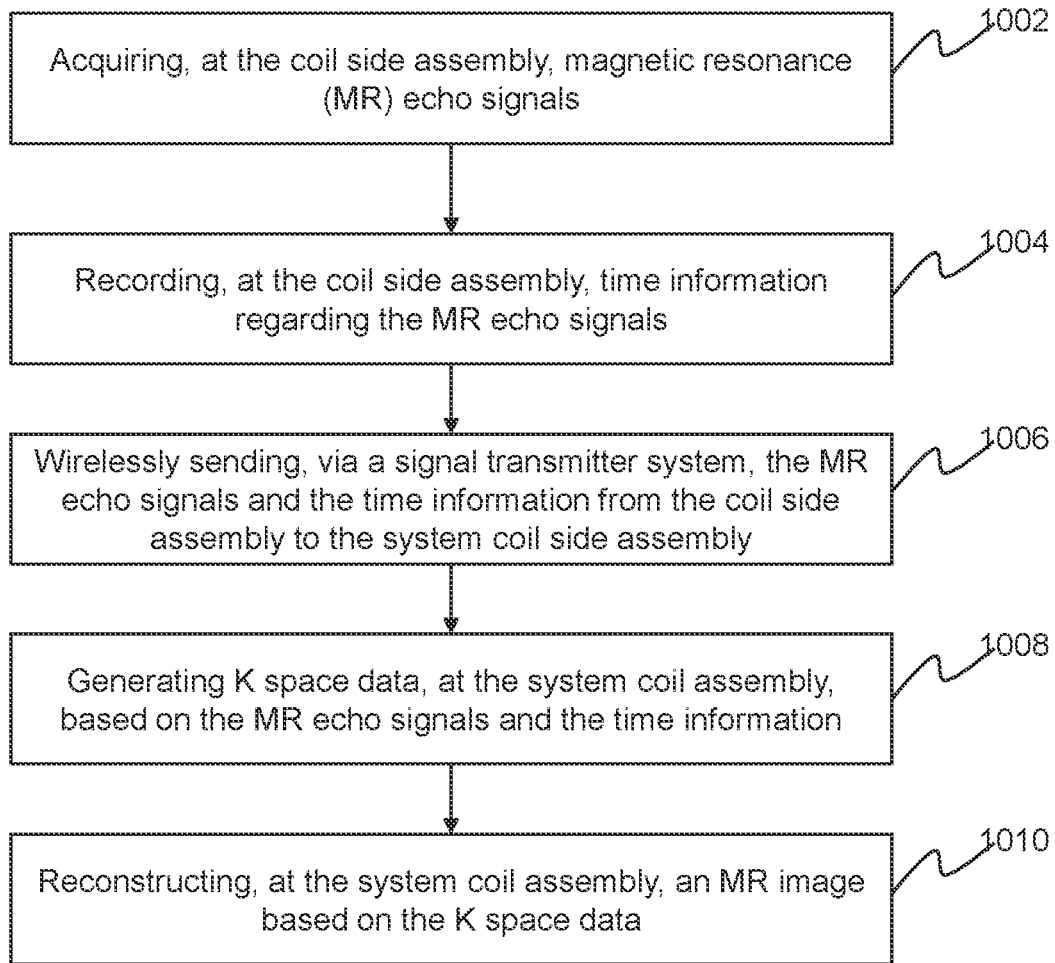 1002
Acquiring, at the coil side assembly, magnetic resonance
(MR) echo signals
1004
Recording, at the coil side assembly, time information
regarding the MR echo signals
1006
Wirelessly sending, via a signal transmitter system, the MR
echo signals and the time information from the coil side
assembly to the system coil side assembly
1008
Generating K space data, at the system coil assembly,
based on the MR echo signals and the time information
1010
Reconstructing, at the system coil assembly, an MR image
based on the K space data